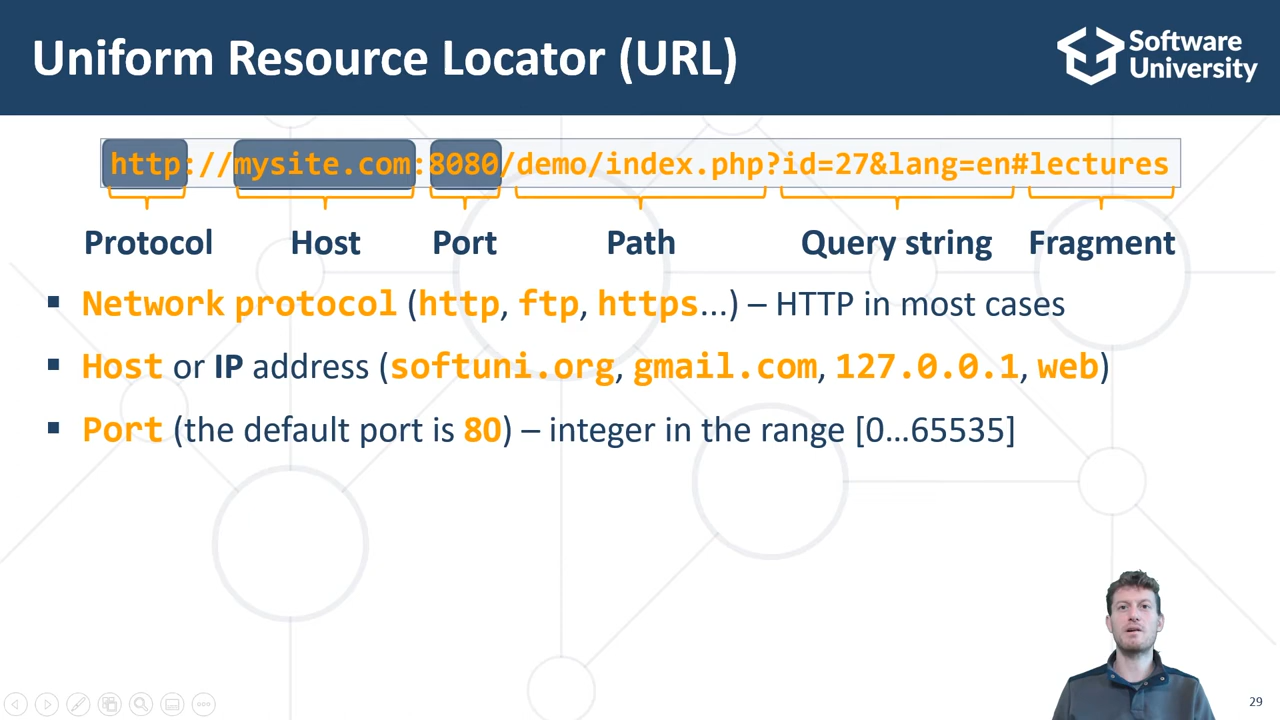 Uniform Resource Locator (URL)
Software
University
http://mysite.com:8080/demo/index.php?id=27&lang=en#lectures
Protocol Host Port Path Query string Fragment
▪ Network protocol (http, ftp, https...) – HTTP in most cases
▪ Host or IP address (softuni.org, gmail.com, 127.0.0.1, web)
▪ Port (the default port is 80) – integer in the range [0…65535]
29